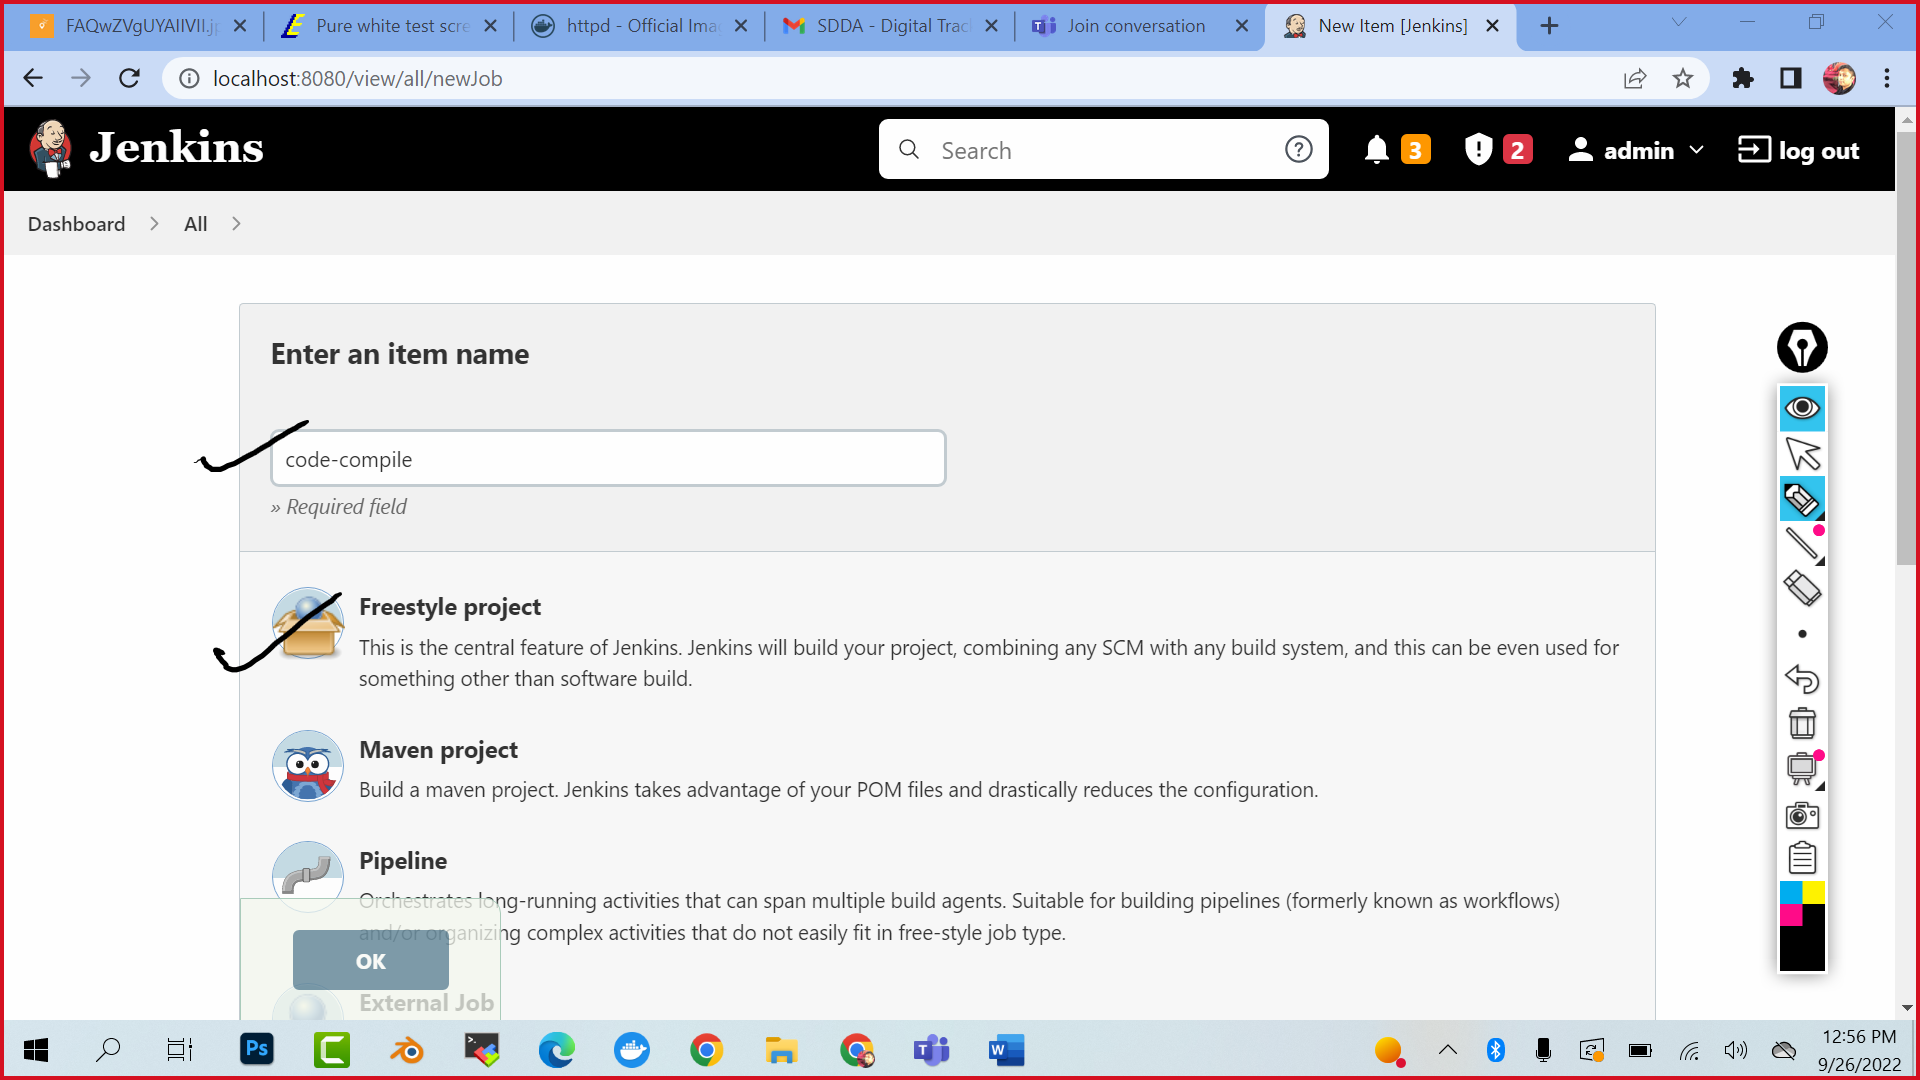 FAQwZVgUYAIIVII.jp
Pure white test scre
httpd - Official Imag
SDDA - Digital Trac
Join conversation
New Item [Jenkins]
localhost:8080/view/all/newJob
Jenkins
Search
3
2
admin
log out
Dashboard
All
Enter an item name
code-compile
» Required field
Freestyle project
This is the central feature of Jenkins. Jenkins will build your project, combining any SCM with any build system, and this can be even used for
something other than software build.
Maven project
Build a maven project. Jenkins takes advantage of your POM files and drastically reduces the configuration.
Pipeline
Orchestrates long-running activities that can span multiple build agents. Suitable for building pipelines (formerly known as workflows)
and/or organizing complex activities that do not easily fit in free-style job type.
OK
External Job
Ps
12:56 PM
9/26/2022